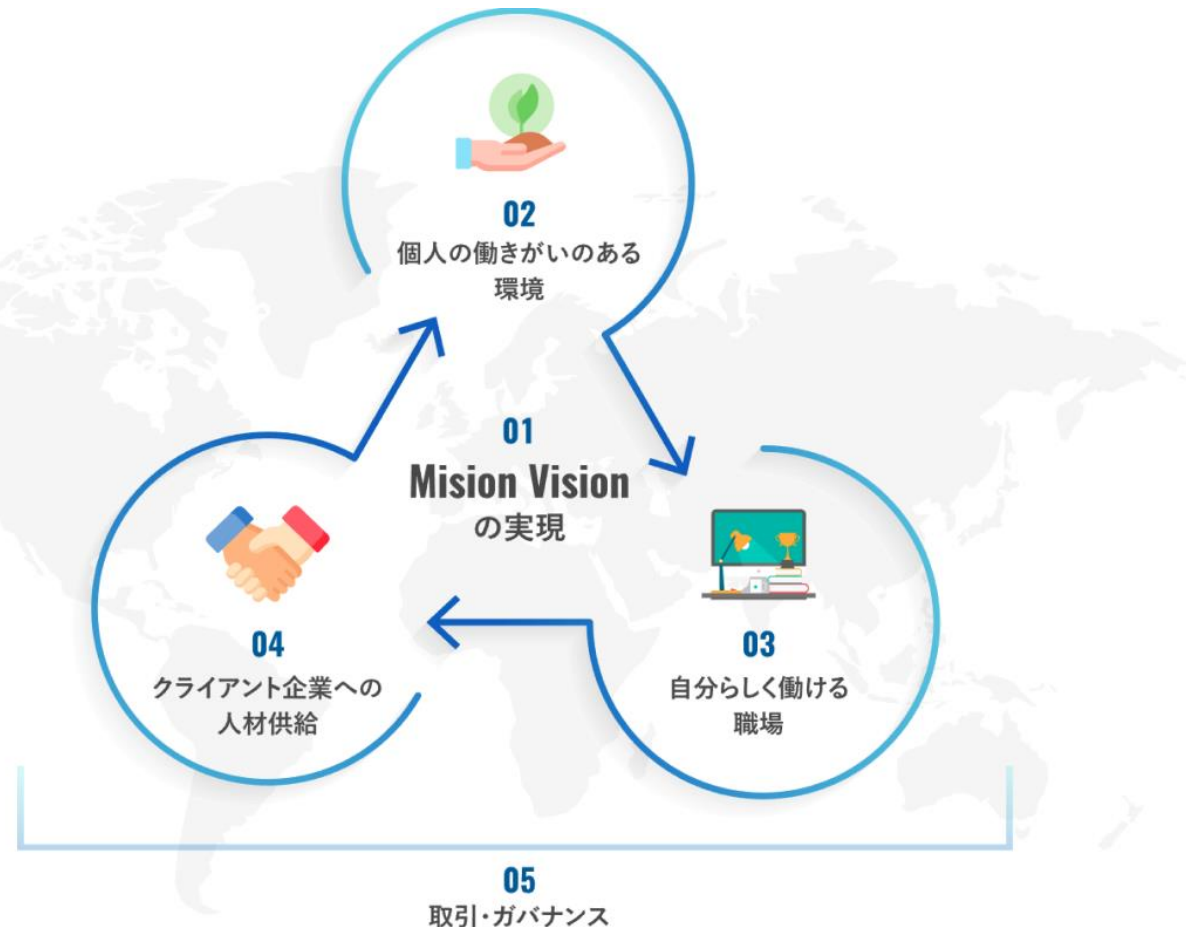 02
個人の働きがいのある
環境
01
Mision Vision
の実現
04
クライアント企業への
人材供給
03
自分らしく働ける
職場
05
取引・ガバナンス